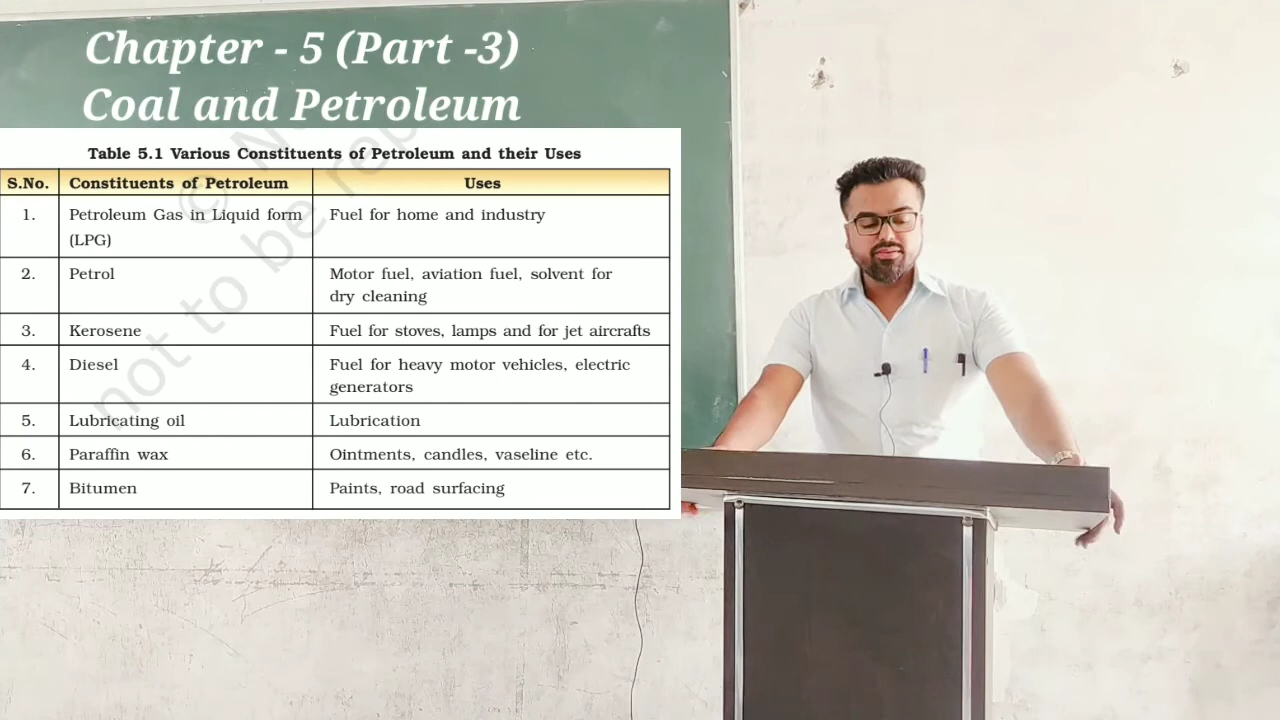 Chapter - 5 (Part -3)
Coal and Petroleum
Table 5.1 Various Constituents of Petroleum and their Uses
S.No. Constituents of Petroleum Uses
1. Petroleum Gas in Liquid form Fuel for home and industry
(LPG)
2. Petrol Motor fuel, aviation fuel, solvent for
dry cleaning
3. Kerosene Fuel for stoves, lamps and for jet aircrafts
4. Diesel Fuel for heavy motor vehicles, electric
generators
5. Lubricating oil Lubrication
6. Paraffin wax Ointments, candles, vaseline etc.
7. Bitumen Paints, road surfacing
not to be